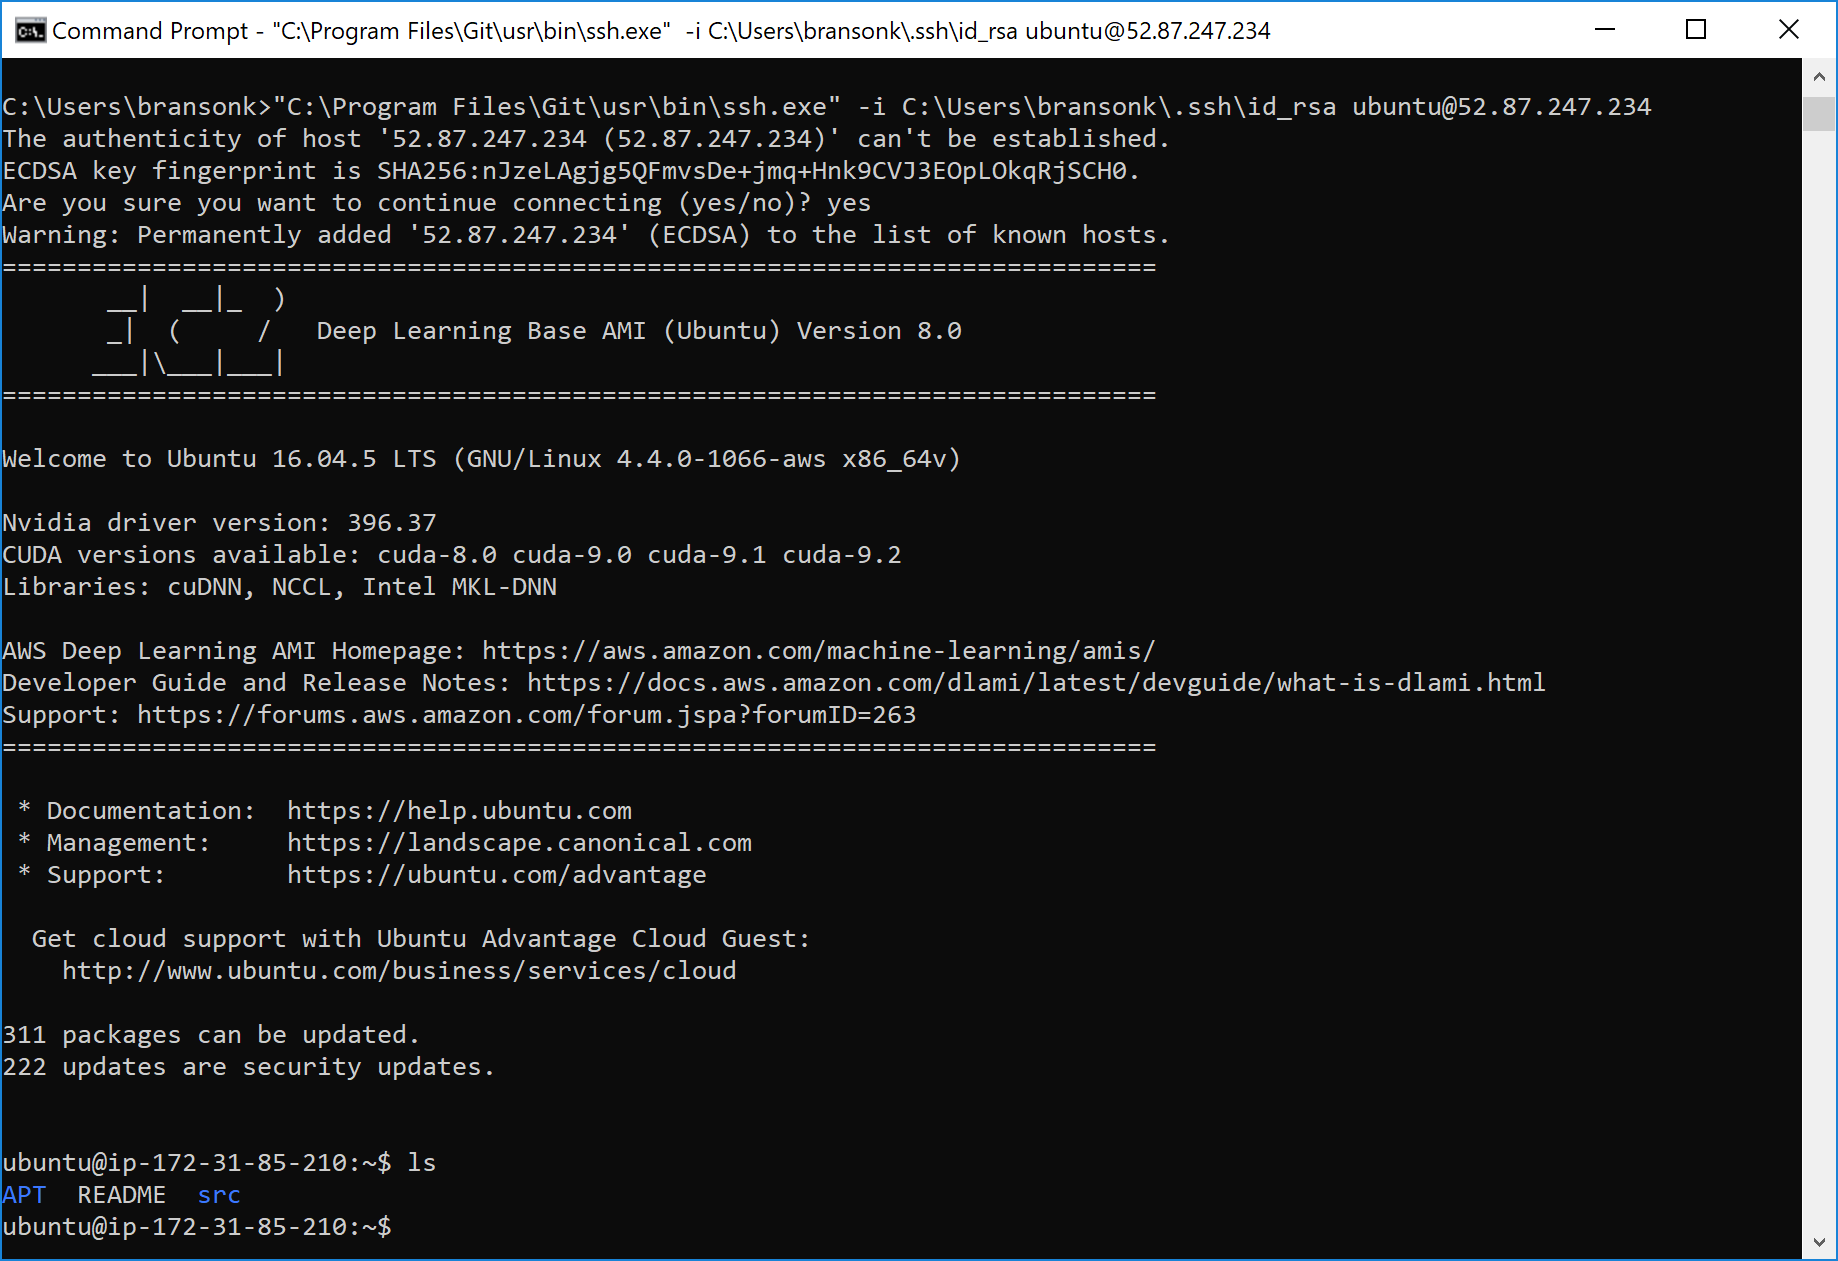 Command Prompt - "C:\Program Files\Git\usr\bin\ssh.exe"  -i C:\Users\bransonk\.ssh\id_rsa ubuntu@52.87.247.234
C:\Users\bransonk>"C:\Program Files\Git\usr\bin\ssh.exe" -i C:\Users\bransonk\.ssh\id_rsa ubuntu@52.87.247.234
The authenticity of host '52.87.247.234 (52.87.247.234)' can't be established.
ECDSA key fingerprint is SHA256:nJzeLAgjg5QFmvsDe+jmq+Hnk9CVJ3EOpLOkqRjSCH0.
Are you sure you want to continue connecting (yes/no)? yes
Warning: Permanently added '52.87.247.234' (ECDSA) to the list of known hosts.
=============================================================================
       __|  __|_  )
       _|  (     /   Deep Learning Base AMI (Ubuntu) Version 8.0
      ___|\___|___|
=============================================================================
Welcome to Ubuntu 16.04.5 LTS (GNU/Linux 4.4.0-1066-aws x86_64v)
Nvidia driver version: 396.37
CUDA versions available: cuda-8.0 cuda-9.0 cuda-9.1 cuda-9.2
Libraries: cuDNN, NCCL, Intel MKL-DNN
AWS Deep Learning AMI Homepage: https://aws.amazon.com/machine-learning/amis/
Developer Guide and Release Notes: https://docs.aws.amazon.com/dlami/latest/devguide/what-is-dlami.html
Support: https://forums.aws.amazon.com/forum.jspa?forumID=263
=============================================================================
 * Documentation:  https://help.ubuntu.com
 * Management:     https://landscape.canonical.com
 * Support:        https://ubuntu.com/advantage
  Get cloud support with Ubuntu Advantage Cloud Guest:
    http://www.ubuntu.com/business/services/cloud
311 packages can be updated.
222 updates are security updates.
ubuntu@ip-172-31-85-210:~$ ls
APT  README  src
ubuntu@ip-172-31-85-210:~$